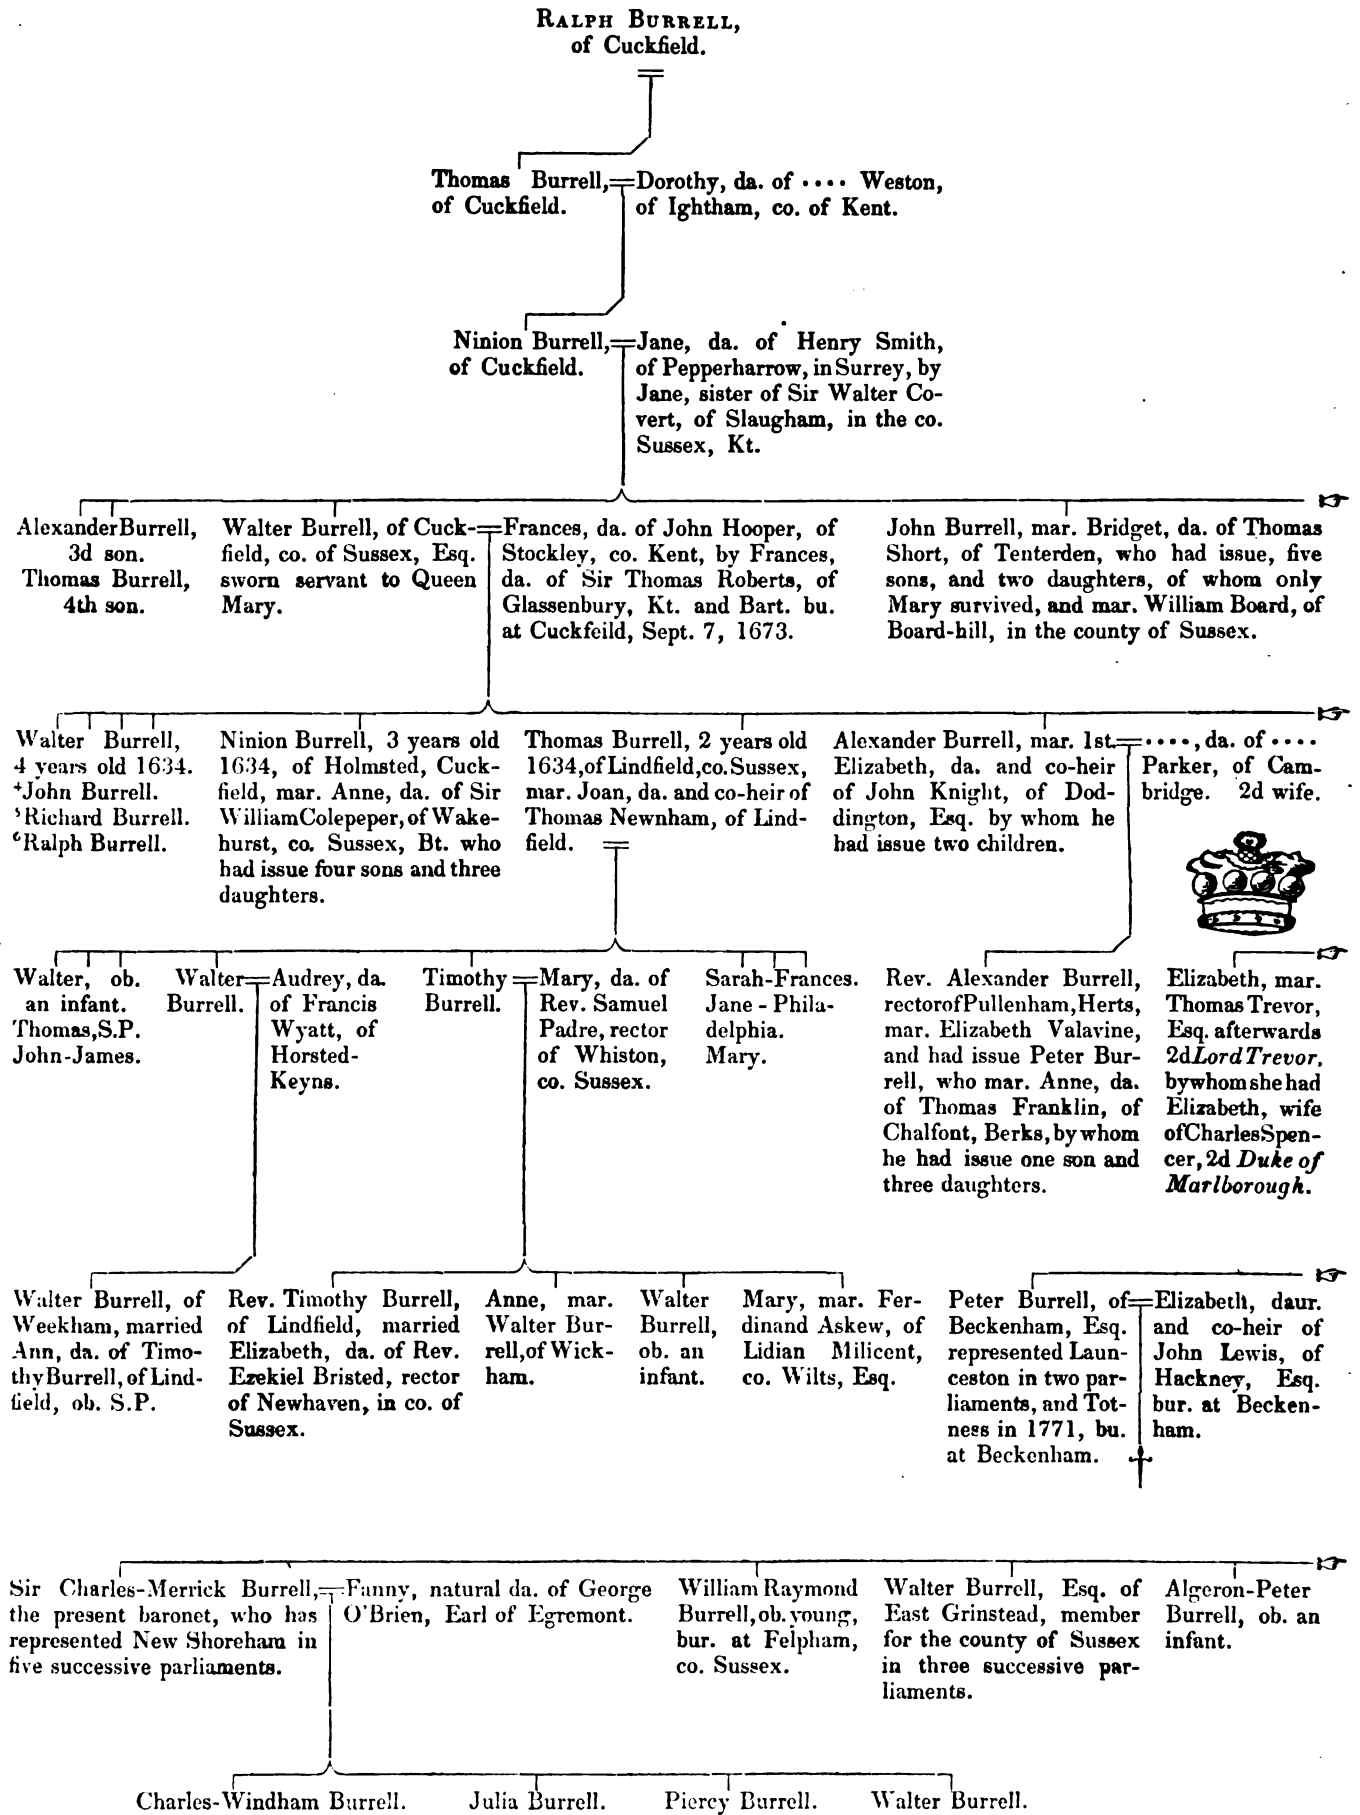 RALPH BURRELL,
of Cuckfield.
Thomas Burrell,
of Cuckfield.
Dorothy, da. of •••• Weston,
of Ightham, co. of Kent.
Ninion Burrell,
of Cuckfield.
Jane, da. of Henry Smith,
of Pepperharrow, in Surrey, by
Jane, sister of Sir Walter Co-
vert, of Slaugham, in the co.
Sussex, Kt.
Alexander Burrell,
3d son.
Thomas Burrell,
4th son.
Walter Burrell, of Cuck-
field, co. of Sussex, Esq.
sworn servant to Queen
Mary.
Frances, da. of John Hooper, of
Stockley, co. Kent, by Frances,
da. of Sir Thomas Roberts, of
Glassenbury, Kt. and Bart. bu.
at Cuckfeild, Sept. 7, 1673.
John Burrell, mar. Bridget, da. of Thomas
Short, of Tenterden, who had issue, five
sons, and two daughters, of whom only
Mary survived, and mar. William Board, of
Board-hill, in the county of Sussex.
Walter Burrell,
4 years old 1634.
4 John Burrell.
5 Richard Burrell.
6 Ralph Burrell.
Ninion Burrell, 3 years old
1634, of Holmsted, Cuck-
field, mar. Anne, da. of Sir
William Colepeper, of Wake-
hurst, co. Sussex, Bt. who
had issue four sons and three
daughters.
Thomas Burrell, 2 years old
1634, of Lindfield, co. Sussex,
mar. Joan, da. and co-heir of
Thomas Newnham, of Lind-
field.
Alexander Burrell, mar. 1st.
Elizabeth, da. and co-heir
of John Knight, of Dod-
dington, Esq. by whom he
had issue two children.
••••, da. of ••••
Parker, of Cam-
bridge. 2d wife.
Walter, ob.
an infant.
Thomas, S.P.
John-James.
Walter
Burrell.
Audrey, da.
of Francis
Wyatt, of
Horsted-
Keyns.
Timothy
Burrell.
Mary, da. of
Rev. Samuel
Padre, rector
of Whiston,
co. Sussex.
Sarah-Frances.
Jane - Phila-
delphia.
Mary.
Rev. Alexander Burrell,
rector of Pullenham, Herts,
mar. Elizabeth Valavine,
and had issue Peter Bur-
rell, who mar. Anne, da.
of Thomas Franklin, of
Chalfont, Berks, by whom
he had issue one son and
three daughters.
Elizabeth, mar.
Thomas Trevor,
Esq. afterwards
2d Lord Trevor,
by whom she had
Elizabeth, wife
of Charles Spen-
cer, 2d Duke of
Marlborough.
Walter Burrell, of
Weekham, married
Ann, da. of Timo-
thy Burrell, of Lind-
field, ob. S.P.
Rev. Timothy Burrell,
of Lindfield, married
Elizabeth, da. of Rev.
Ezekiel Bristed, rector
of Newhaven, in co. of
Sussex.
Anne, mar.
Walter Bur-
rell, of Wick-
ham.
Walter
Burrell,
ob. an
infant.
Mary, mar. Fer-
dinand Askew, of
Lidian Milicent,
co. Wilts, Esq.
Peter Burrell, of
Beckenham, Esq.
represented Laun-
ceston in two par-
liaments, and Tot-
ness in 1771, bu.
at Beckenham.
Elizabeth, daur.
and co-heir of
John Lewis, of
Hackney, Esq.
bur. at Becken-
ham.
Sir Charles-Merrick Burrell,
the present baronet, who has
represented New Shoreham in
five successive parliaments.
Fanny, natural da. of George
O'Brien, Earl of Egremont.
William Raymond
Burrell, ob. young,
bur. at Felpham,
co. Sussex.
Walter Burrell, Esq. of
East Grinstead, member
for the county of Sussex
in three successive par-
liaments.
Algeron-Peter
Burrell, ob. an
infant.
Charles-Windham Burrell.
Julia Burrell.
Piercy Burrell.
Walter Burrell.